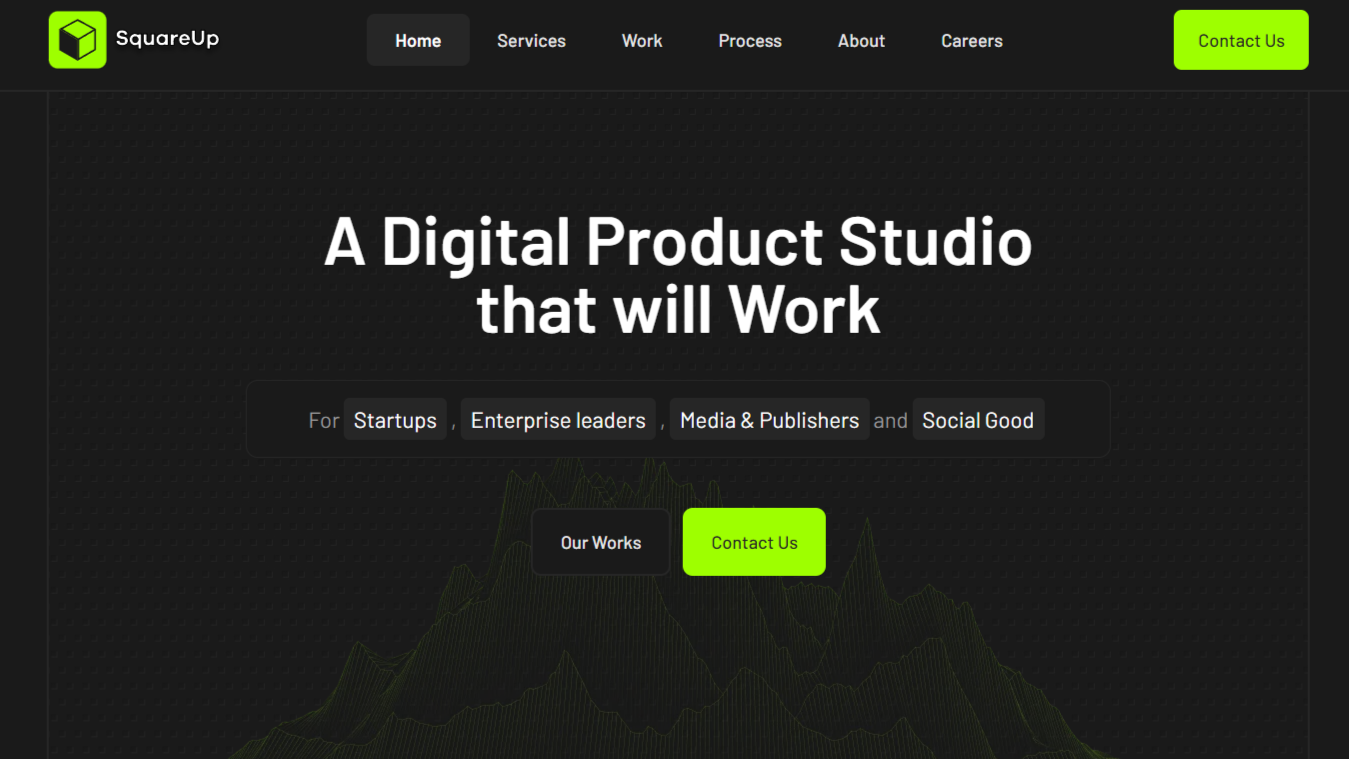 SquareUp
Home Services Work Process About Careers
Contact Us
A Digital Product Studio
that will Work
For Startups , Enterprise leaders , Media & Publishers and Social Good
Our Works
Contact Us